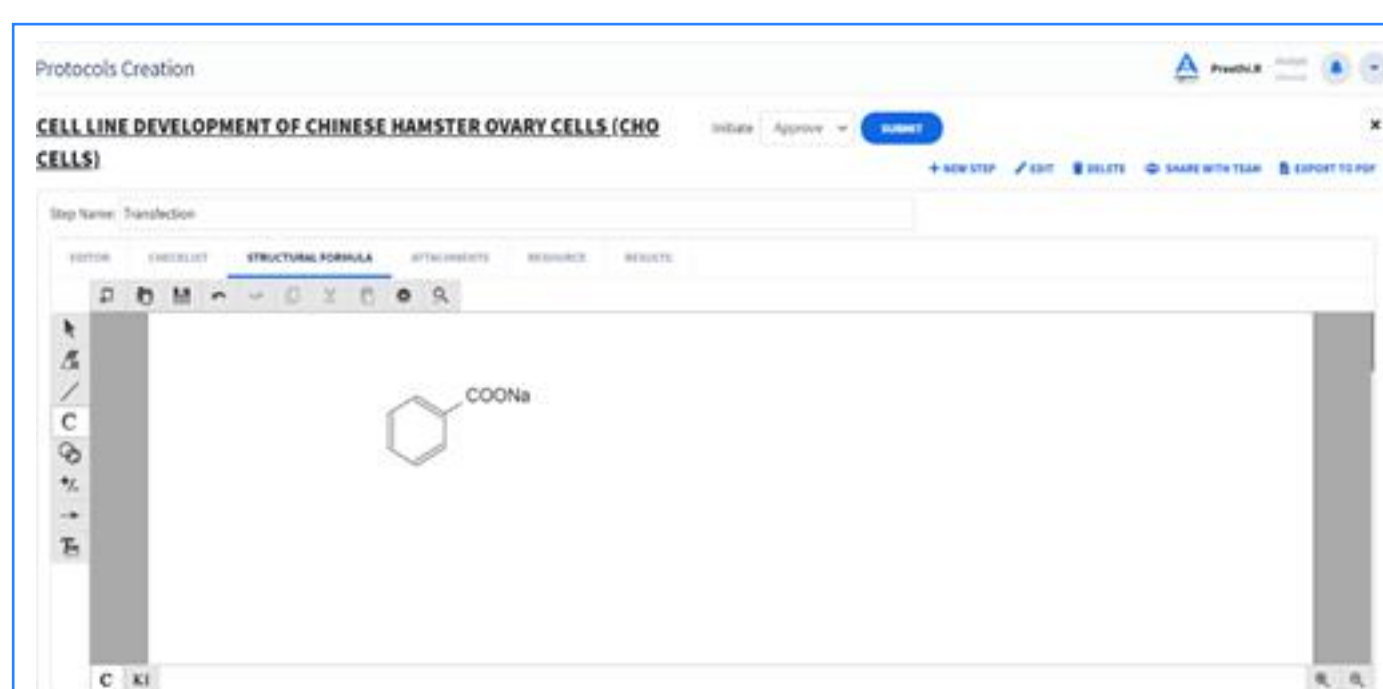 Protocols Creation
Preethi.R
CELL LINE DEVELOPMENT OF CHINESE HAMSTER OVARY CELLS (CHO
CELLS)
Initiate Approve SUBMIT
+ NEW STEP EDIT DELETE SHARE WITH TEAM EXPORT TO PDF
Step Name: Transfection
EDITOR CHECKLIST STRUCTURAL FORMULA ATTACHMENTS RESOURCE RESULTS
COONa
C
C